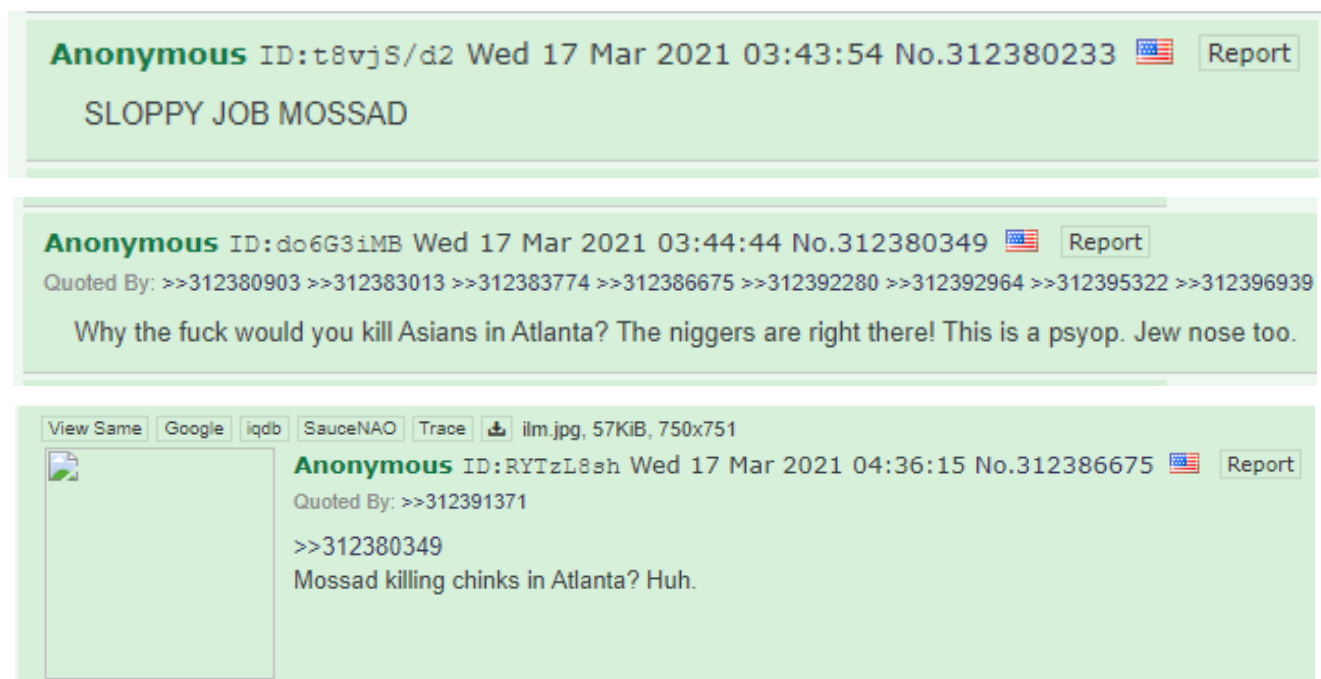 Anonymous ID:t8vjS/d2 Wed 17 Mar 2021 03:43:54 No.312380233 Report
SLOPPY JOB MOSSAD
Anonymous ID:do6G3iMB Wed 17 Mar 2021 03:44:44 No.312380349 Report
Quoted By: >>312380903 >>312383013 >>312383774 >>312386675 >>312392280 >>312392964 >>312395322 >>312396939
Why the fuck would you kill Asians in Atlanta? The niggers are right there! This is a psyop. Jew nose too.
View Same Google iqdb SauceNAO Trace ilm.jpg, 57KiB, 750x751
Anonymous ID:RYTzL8sh Wed 17 Mar 2021 04:36:15 No.312386675 Report
Quoted By: >>312391371
>>312380349
Mossad killing chinks in Atlanta? Huh.